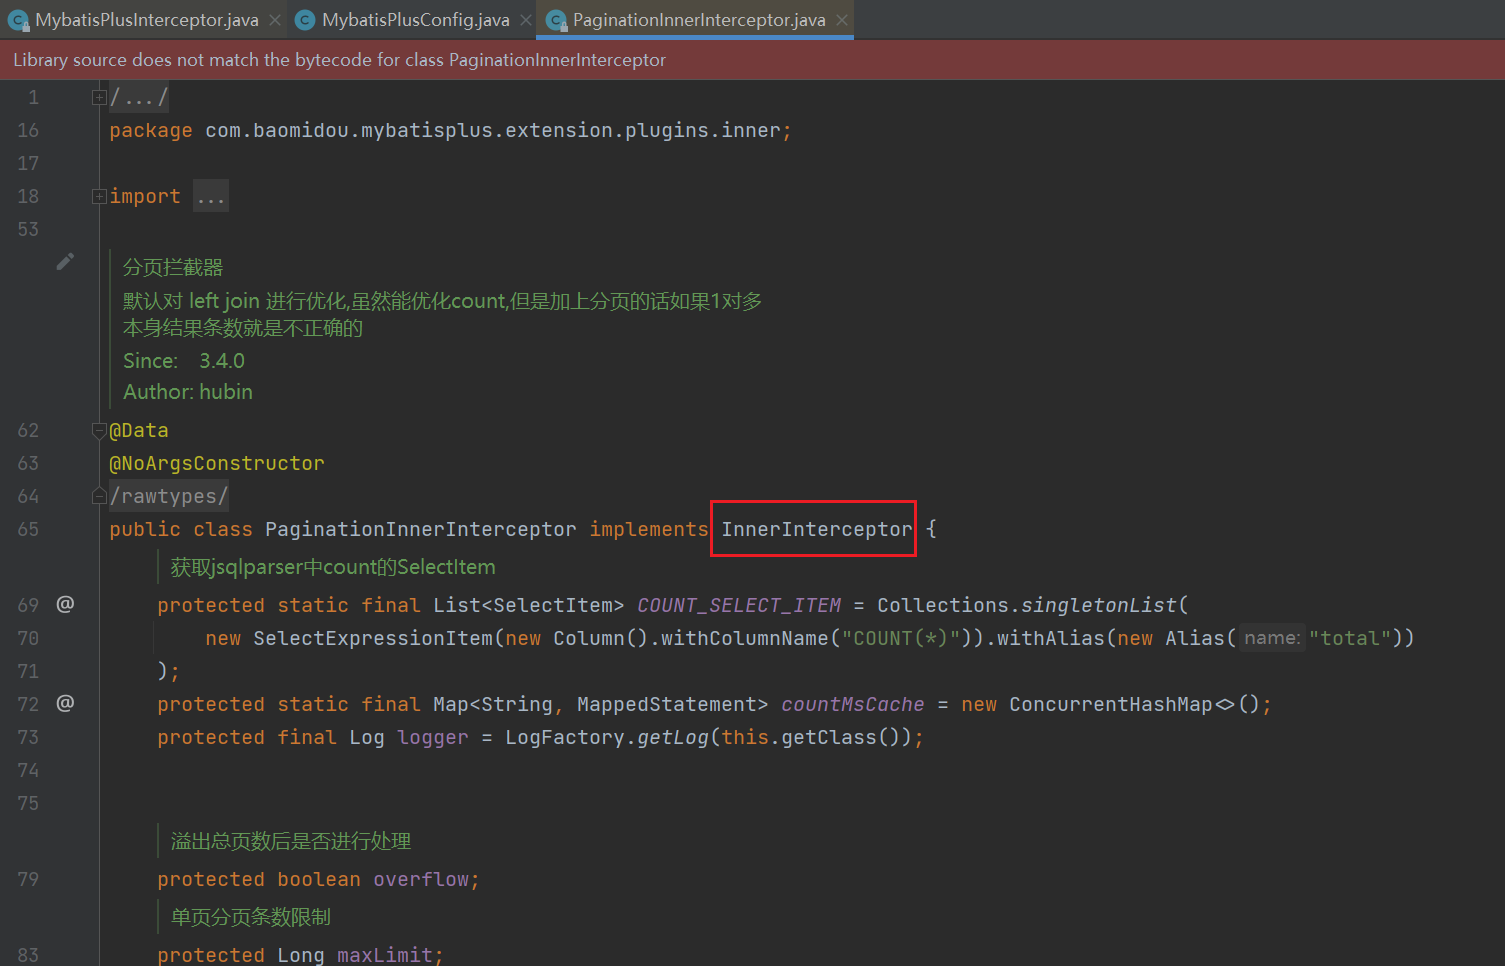 MybatisPlusInterceptor.java
MybatisPlusConfig.java
PaginationInnerInterceptor.java
Library source does not match the bytecode for class PaginationInnerInterceptor
1 /.../
16 package com.baomidou.mybatisplus.extension.plugins.inner;
17
18 import ...
53
分页拦截器
默认对 left join 进行优化,虽然能优化count,但是加上分页的话如果1对多
本身结果条数就是不正确的
Since: 3.4.0
Author: hubin
62 @Data
63 @NoArgsConstructor
64 /rawtypes/
65 public class PaginationInnerInterceptor implements InnerInterceptor {
获取jsqlparser中count的SelectItem
69 @ protected static final List<SelectItem> COUNT_SELECT_ITEM = Collections.singletonList(
70 new SelectExpressionItem(new Column().withColumnName("COUNT(*)")).withAlias(new Alias( name: "total"))
71 );
72 @ protected static final Map<String, MappedStatement> countMsCache = new ConcurrentHashMap<>();
73 protected final Log logger = LogFactory.getLog(this.getClass());
74
75
溢出总页数后是否进行处理
79 protected boolean overflow;
单页分页条数限制
83 protected Long maxLimit;